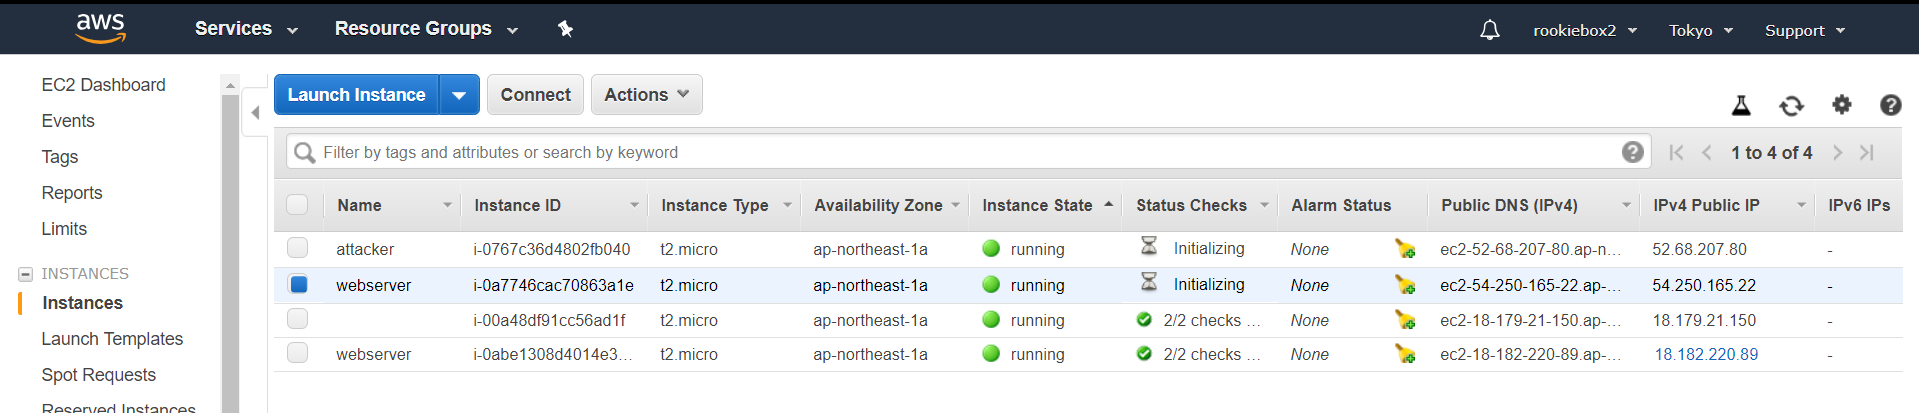 aws Services Resource Groups rookiebox2 Tokyo Support
EC2 Dashboard
Events
Tags
Reports
Limits
INSTANCES
Instances
Launch Templates
Spot Requests
Reserved Instances
Launch Instance Connect Actions
Filter by tags and attributes or search by keyword 1 to 4 of 4
Name Instance ID Instance Type Availability Zone Instance State Status Checks Alarm Status Public DNS (IPv4) IPv4 Public IP IPv6 IPs
attacker i-0767c36d4802fb040 t2.micro ap-northeast-1a running Initializing None ec2-52-68-207-80.ap-n... 52.68.207.80 -
webserver i-0a7746cac70863a1e t2.micro ap-northeast-1a running Initializing None ec2-54-250-165-22.ap-... 54.250.165.22 -
i-00a48df91cc56ad1f t2.micro ap-northeast-1a running 2/2 checks ... None ec2-18-179-21-150.ap-... 18.179.21.150 -
webserver i-0abe1308d4014e3... t2.micro ap-northeast-1a running 2/2 checks ... None ec2-18-182-220-89.ap-... 18.182.220.89 -